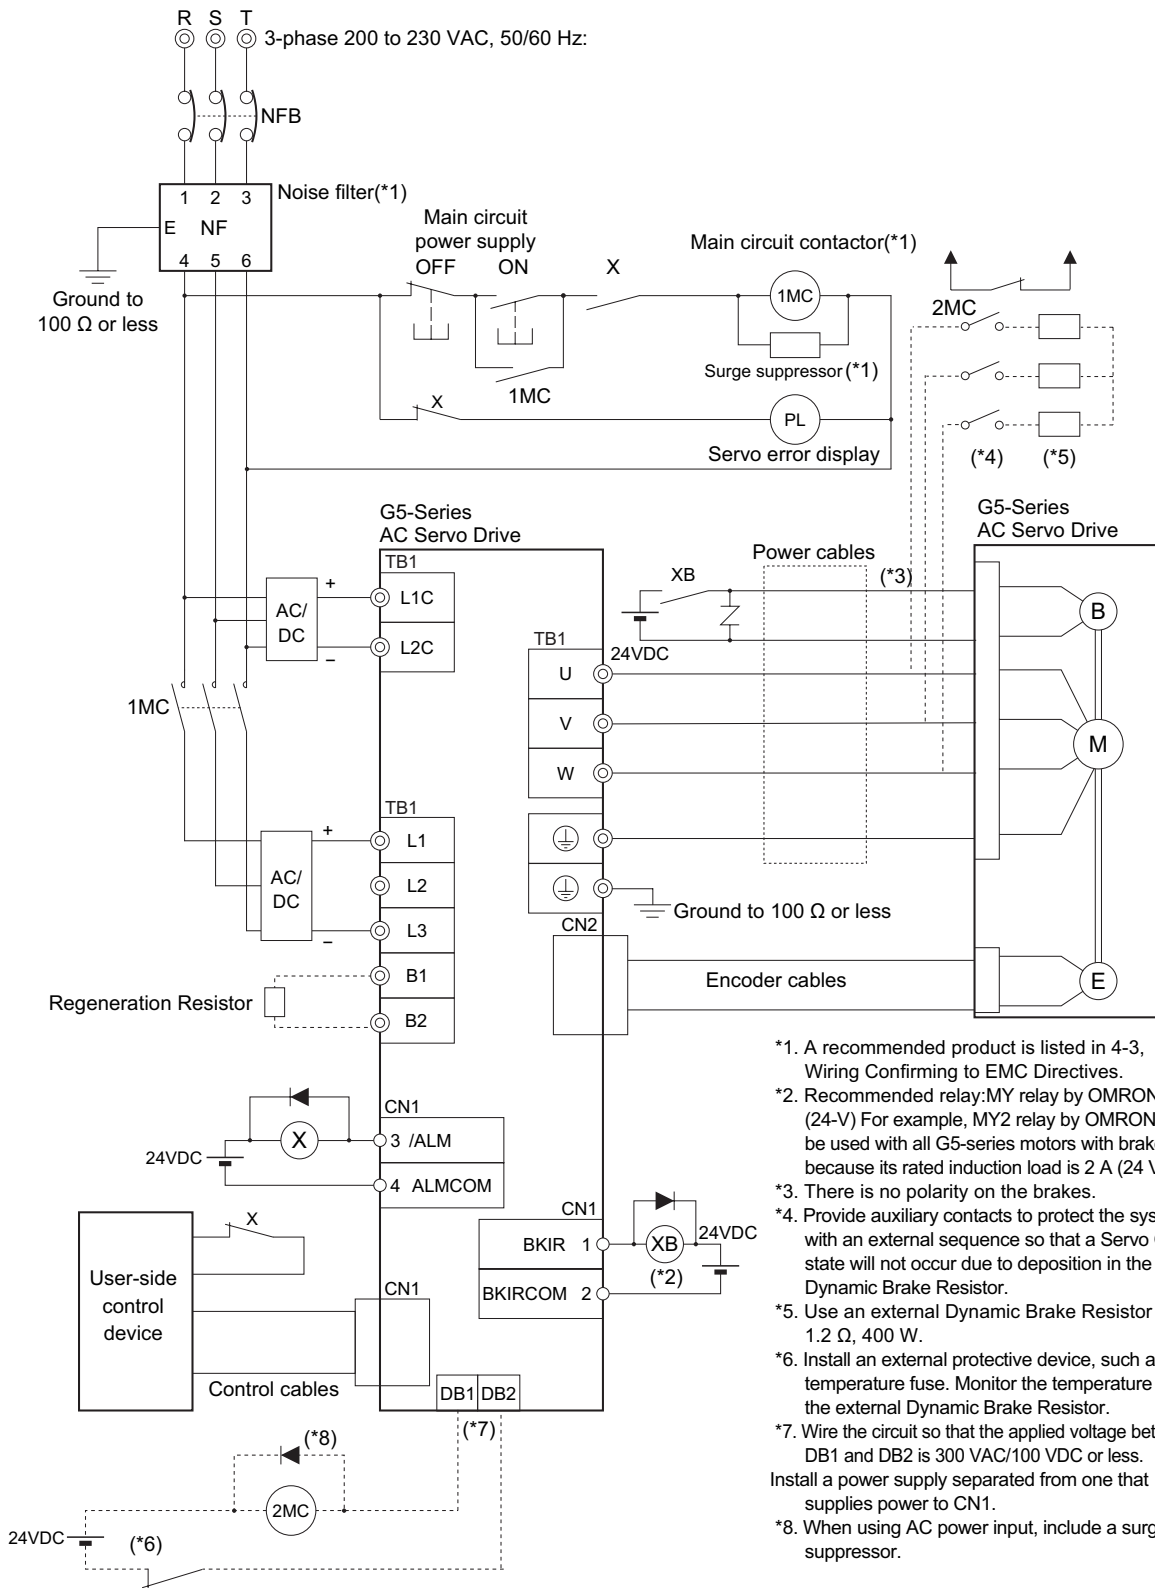 R S T
3-phase 200 to 230 VAC, 50/60 Hz:
NFB
1 2 3
Noise filter(*1)
E NF
4 5 6
Ground to
100 Ω or less
Main circuit
power supply
OFF ON X
Main circuit contactor(*1)
1MC
Surge suppressor (*1)
1MC
X
PL
Servo error display
2MC
(*4) (*5)
G5-Series
AC Servo Drive
G5-Series
AC Servo Drive
TB1
+
AC/
DC
–
L1C
L2C
XB
24VDC
Power cables
(*3)
B
TB1
U
V
W
M
1MC
TB1
+
AC/
DC
–
L1
L2
L3
B1
B2
Regeneration Resistor
Ground to 100 Ω or less
CN2
Encoder cables
E
CN1
X
24VDC
3 /ALM
4 ALMCOM
CN1
BKIR 1
BKIRCOM 2
XB
24VDC
(*2)
X
User-side
control
device
CN1
Control cables
DB1 DB2
(*7)
(*8)
2MC
24VDC
(*6)
*1. A recommended product is listed in 4-3,
Wiring Confirming to EMC Directives.
*2. Recommended relay:MY relay by OMRON
(24-V) For example, MY2 relay by OMRON
be used with all G5-series motors with
because its rated induction load is 2 A (24
*3. There is no polarity on the brakes.
*4. Provide auxiliary contacts to protect the
with an external sequence so that a Servo
state will not occur due to deposition in the
Dynamic Brake Resistor.
*5. Use an external Dynamic Brake Resistor
1.2 Ω, 400 W.
*6. Install an external protective device, such
temperature fuse. Monitor the temperature
the external Dynamic Brake Resistor.
*7. Wire the circuit so that the applied voltage
DB1 and DB2 is 300 VAC/100 VDC or less.
Install a power supply separated from one that
supplies power to CN1.
*8. When using AC power input, include a
suppressor.